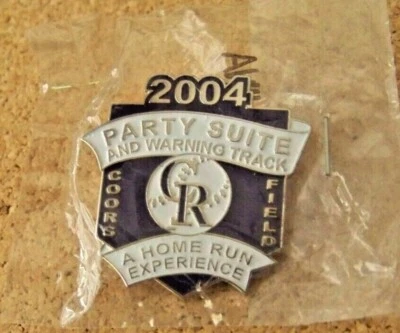 2004
PARTY SUITE
AND WARNING TRACK
COORS
CR
FIELD
A HOME RUN
EXPERIENCE